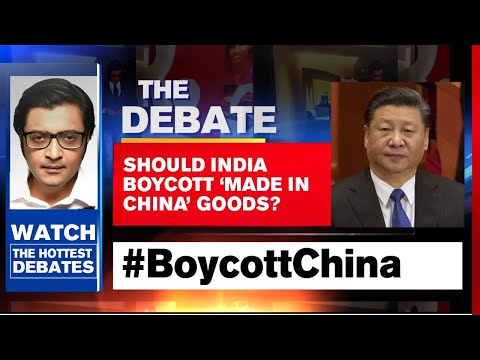 THE
DEBATE
SHOULD INDIA
BOYCOTT ‘MADE IN
CHINA’ GOODS?
WATCH
THE HOTTEST
DEBATES
#BoycottChina